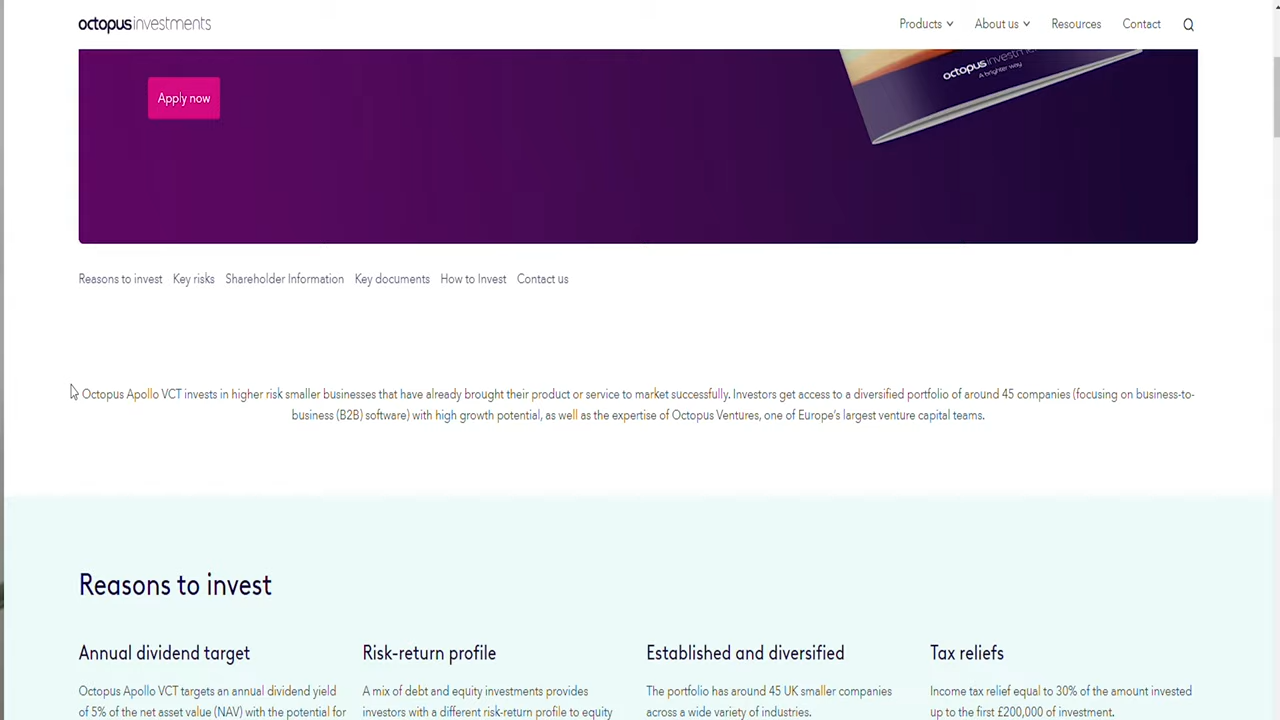 octopusinvestments
Products About us Resources Contact
Apply now
octopus investments
A brighter way
Reasons to invest Key risks Shareholder Information Key documents How to Invest Contact us
Octopus Apollo VCT invests in higher risk smaller businesses that have already brought their product or service to market successfully. Investors get access to a diversified portfolio of around 45 companies (focusing on business-to-
business (B2B) software) with high growth potential, as well as the expertise of Octopus Ventures, one of Europe's largest venture capital teams.
Reasons to invest
Annual dividend target
Octopus Apollo VCT targets an annual dividend yield
of 5% of the net asset value (NAV) with the potential for
Risk-return profile
A mix of debt and equity investments provides
investors with a different risk-return profile to equity
Established and diversified
The portfolio has around 45 UK smaller companies
across a wide variety of industries.
Tax reliefs
Income tax relief equal to 30% of the amount invested
up to the first £200,000 of investment.